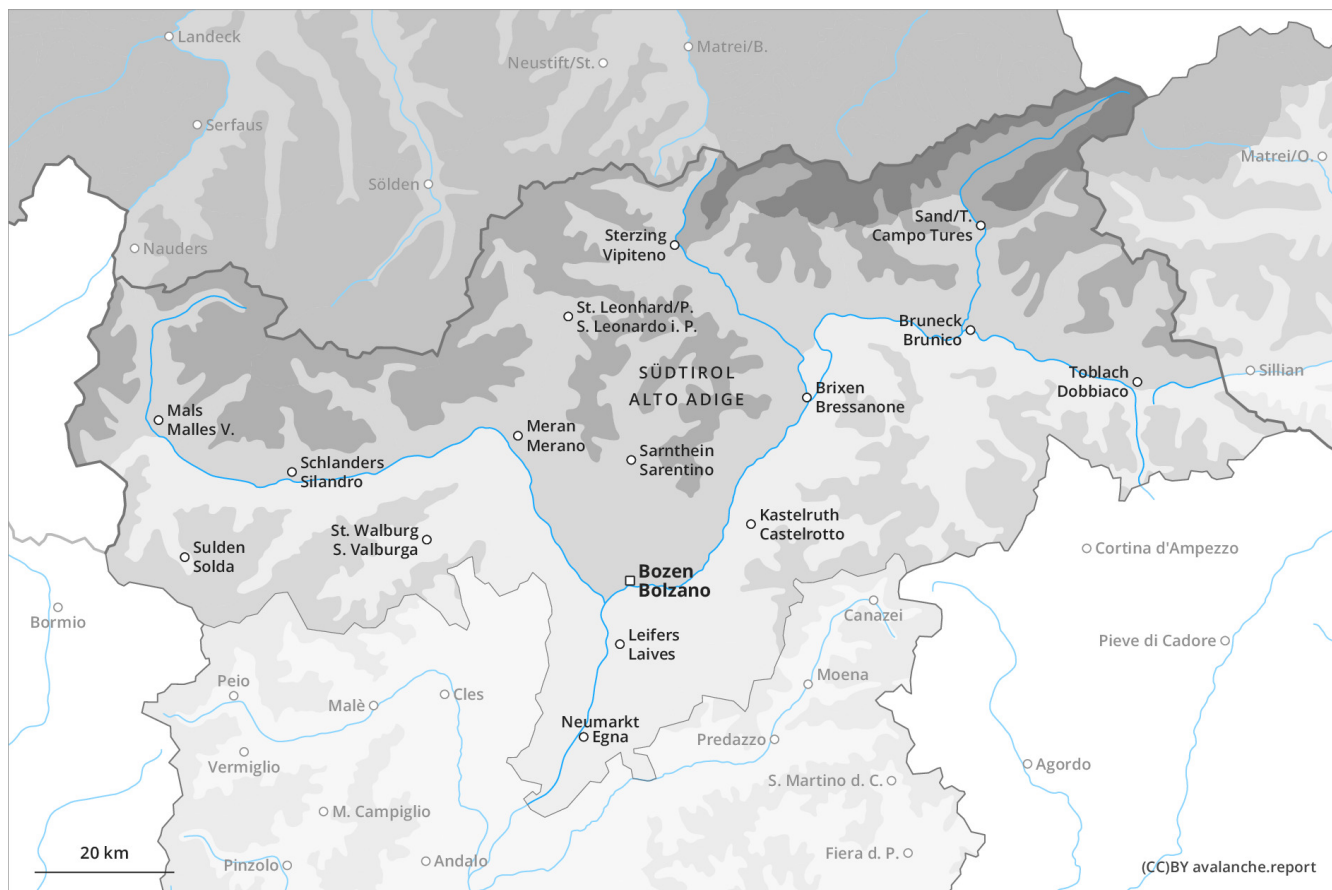 Landeck
Matrei/B.
Neustift/St.
Serfaus
Matrei/O.
Sölden
Sand/T.
Campo Tures
Nauders
Sterzing
Vipiteno
St. Leonhard/P.
S. Leonardo i. P.
Bruneck
Brunico
SÜDTIROL
ALTO ADIGE
Toblach
Dobbiaco
Sillian
Brixen
Bressanone
Mals
Malles V.
Meran
Merano
Schlanders
Silandro
Sarnthein
Sarentino
Kastelruth
Castelrotto
St. Walburg
S. Valburga
Sulden
Solda
Cortina d'Ampezzo
Bozen
Bolzano
Bormio
Canazei
Leifers
Laives
Pieve di Cadore
Peio
Malè
Cles
Moena
Neumarkt
Egna
Predazzo
Vermiglio
Agordo
S. Martino d. C.
M. Campiglio
20 km
Pinzolo
Andalo
Fiera d. P.
(CC)BY avalanche.report